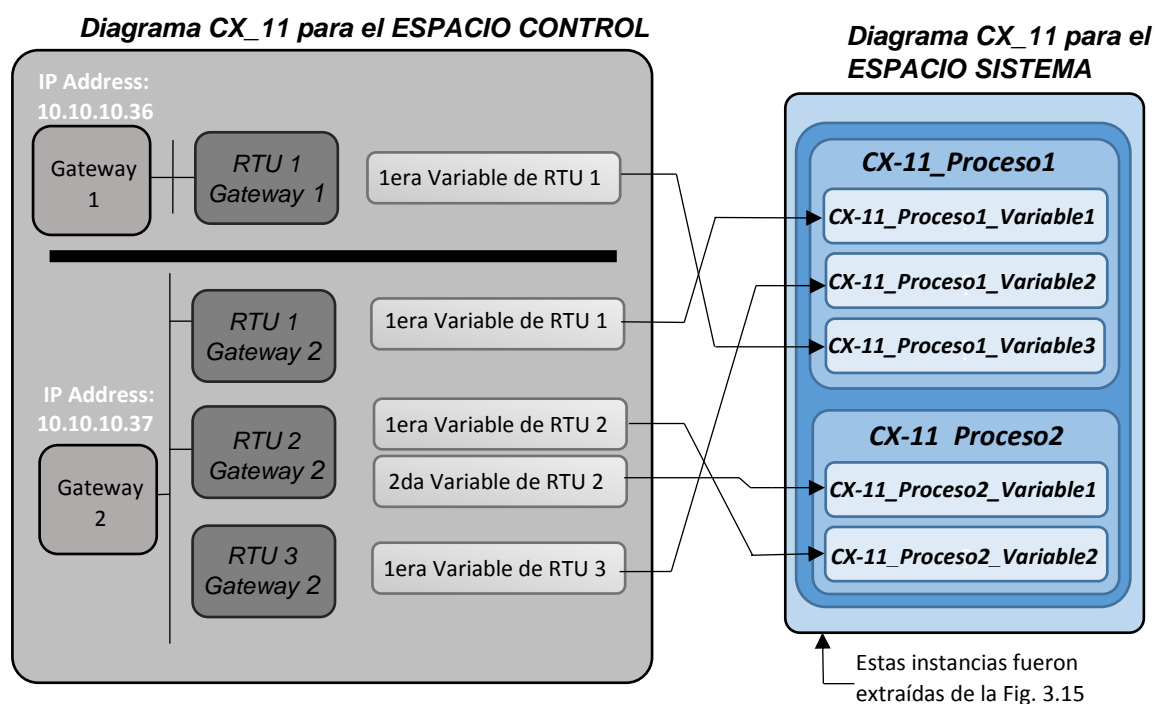 Diagrama CX_11 para el ESPACIO CONTROL
Diagrama CX_11 para el
ESPACIO SISTEMA
IP Address:
10.10.10.36
Gateway
1
RTU 1
Gateway 1
1era Variable de RTU 1
RTU 1
Gateway 2
1era Variable de RTU 1
IP Address:
10.10.10.37
Gateway
2
RTU 2
Gateway 2
1era Variable de RTU 2
2da Variable de RTU 2
RTU 3
Gateway 2
1era Variable de RTU 3
CX-11_Proceso1
CX-11_Proceso1_Variable1
CX-11_Proceso1_Variable2
CX-11_Proceso1_Variable3
CX-11 Proceso2
CX-11_Proceso2_Variable1
CX-11_Proceso2_Variable2
Estas instancias fueron
extraídas de la Fig. 3.15